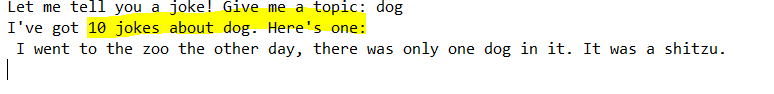 Let me tell you a joke! Give me a topic: dog
I've got 10 jokes about dog. Here's one:
I went to the zoo the other day, there was only one dog in it. It was a shitzu.